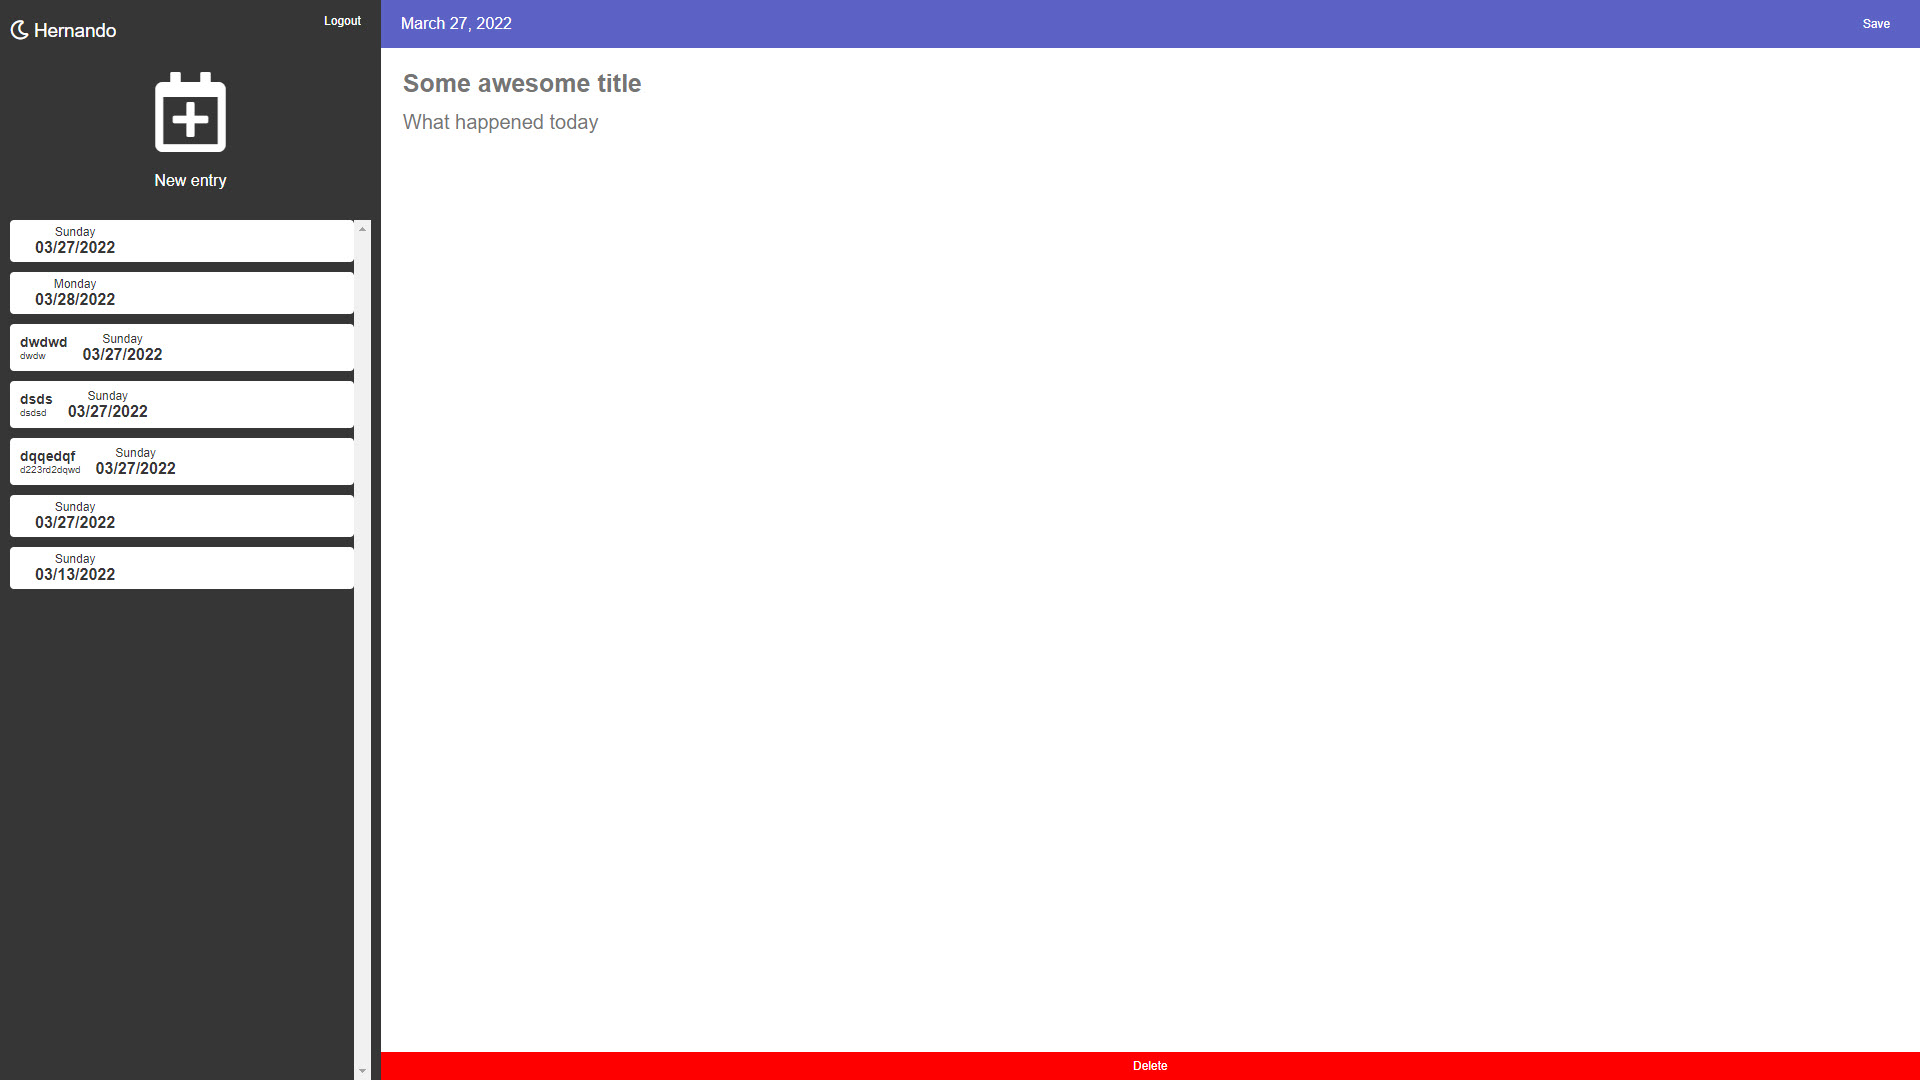 Hernando
Logout
New entry
Sunday
03/27/2022
Monday
03/28/2022
dwdwd
dwdw
Sunday
03/27/2022
dsds
dsdsd
Sunday
03/27/2022
dqqedqf
d223rd2dqwd
Sunday
03/27/2022
Sunday
03/27/2022
Sunday
03/13/2022
March 27, 2022
Save
Some awesome title
What happened today
Delete